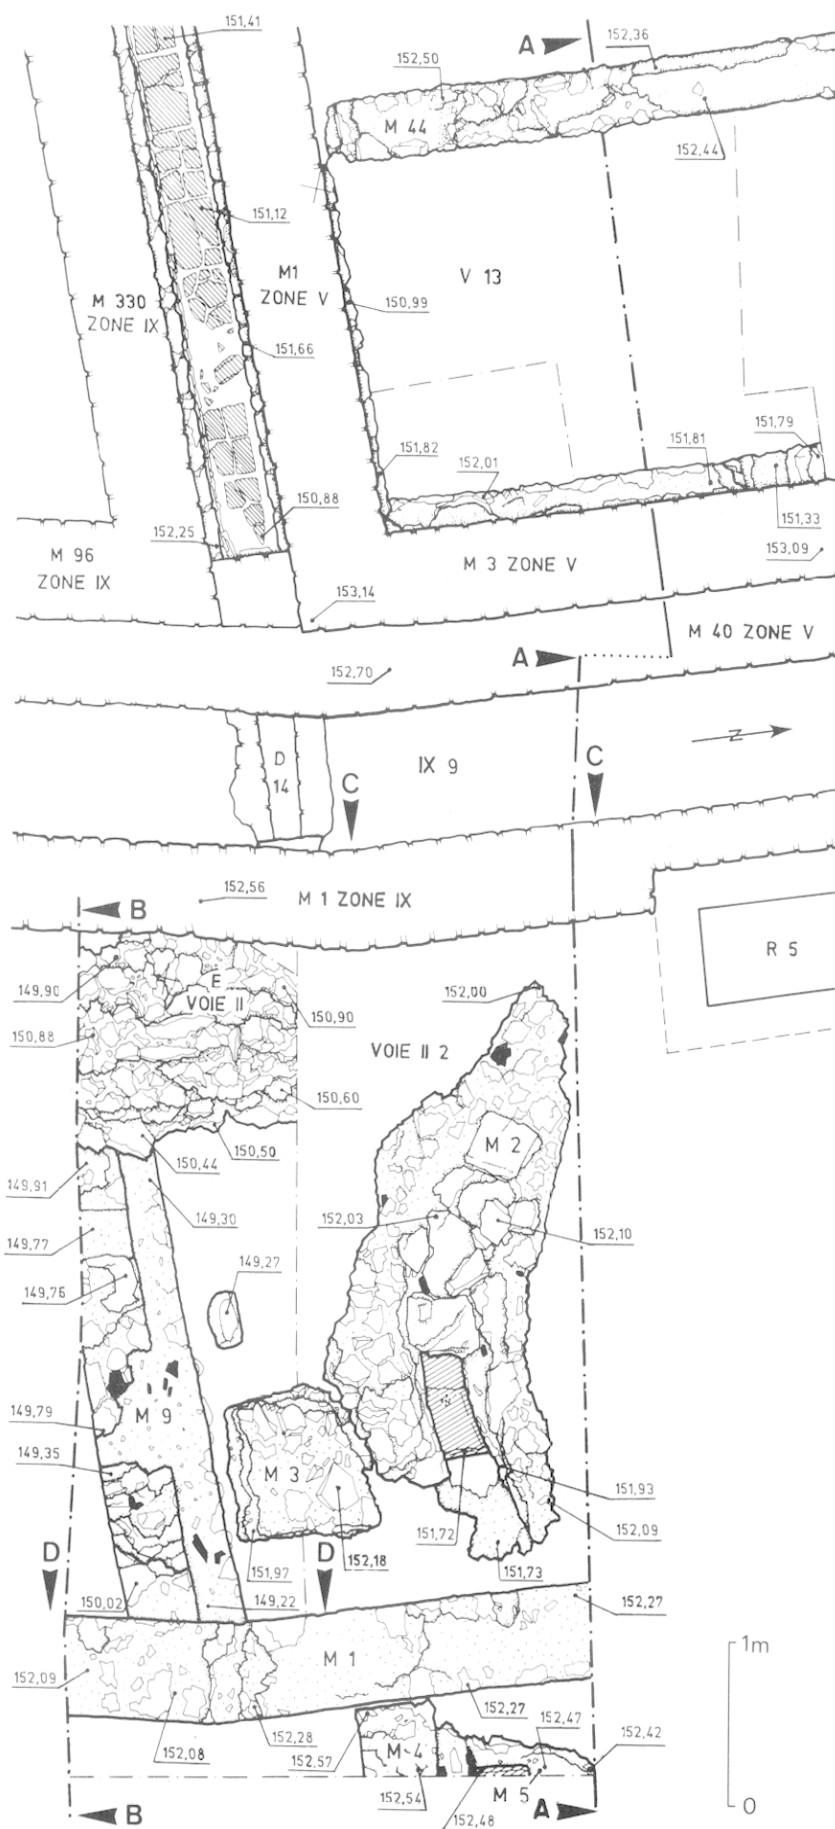 151,41
A
152,36
152,50
M 44
152,44
151,12
V 13
M1
ZONE V
M 330
ZONE IX
150,99
151,66
151,79
151,82
152,01
151,81
150,88
151,33
152,25
M 96
ZONE IX
M 3 ZONE V
153,09
153,14
M 40 ZONE V
A
152,70
N
D
14
IX 9
C
C
152,56
M 1 ZONE IX
B
R 5
149,90
E
VOIE II
150,90
152,00
150,88
VOIE II 2
150,60
150,50
150,44
M 2
149,91
149,30
152,03
152,10
149,77
149,27
149,76
149,79
M 9
149,35
M 3
151,93
151,72
152,09
D
151,97
152,18
D
151,73
150,02
149,22
152,27
1m
M 1
152,09
152,27
152,28
152,47
152,42
152,08
152,57
M 4
152,54
M 5
152,48
B
A
0